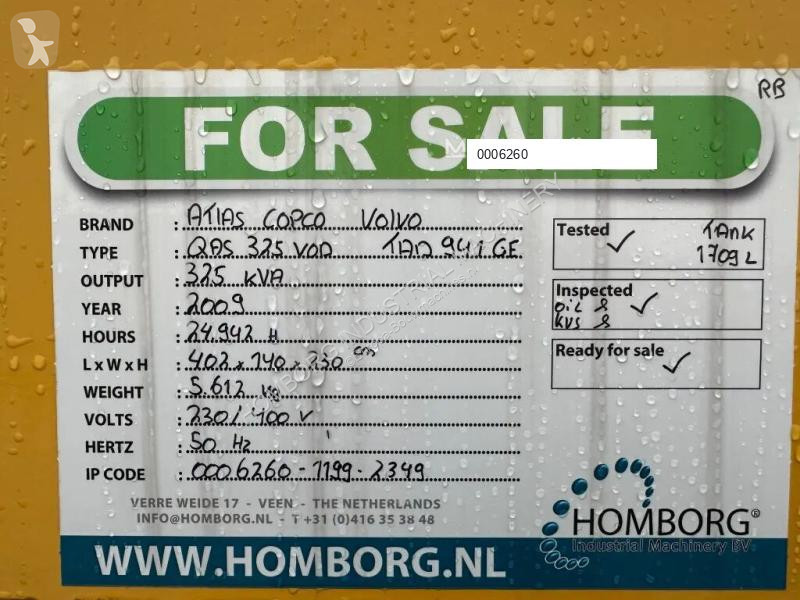 RB
FOR SALE
0006260
BRAND : ATLAS COPCO VOLVO
TYPE : QAS 325 VOD TAD 941 GE
OUTPUT : 325 KVA
YEAR : 2009
HOURS : 24.942 H
L x W x H : 402 x 140 x 230 cm
WEIGHT : 5.612 kg
VOLTS : 230/400 V
HERTZ : 50 Hz
IP CODE : 0006260-1199-2349
Tested ✓ TANK
1709 L
Inspected ✓
OIL &
KVS &
Ready for sale ✓
VERRE WEIDE 17 - VEEN - THE NETHERLANDS
INFO@HOMBORG.NL - T +31 (0)416 35 38 48
HOMBORG®
Industrial Machinery BV
WWW.HOMBORG.NL